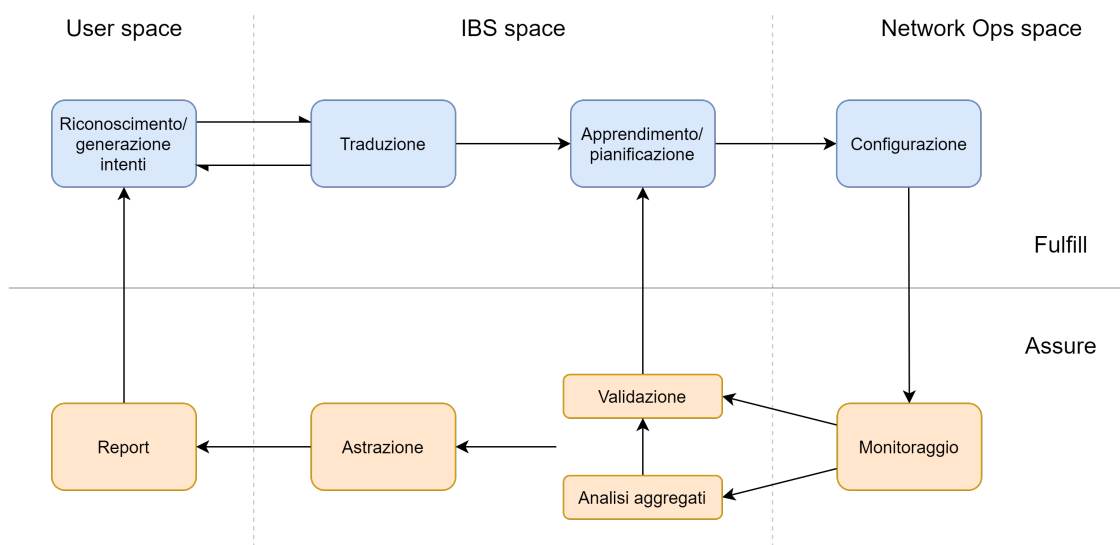 User space
IBS space
Network Ops space
Riconoscimento/
generazione
intenti
Traduzione
Apprendimento/
pianificazione
Configurazione
Fulfill
Assure
Report
Astrazione
Validazione
Analisi aggregati
Monitoraggio